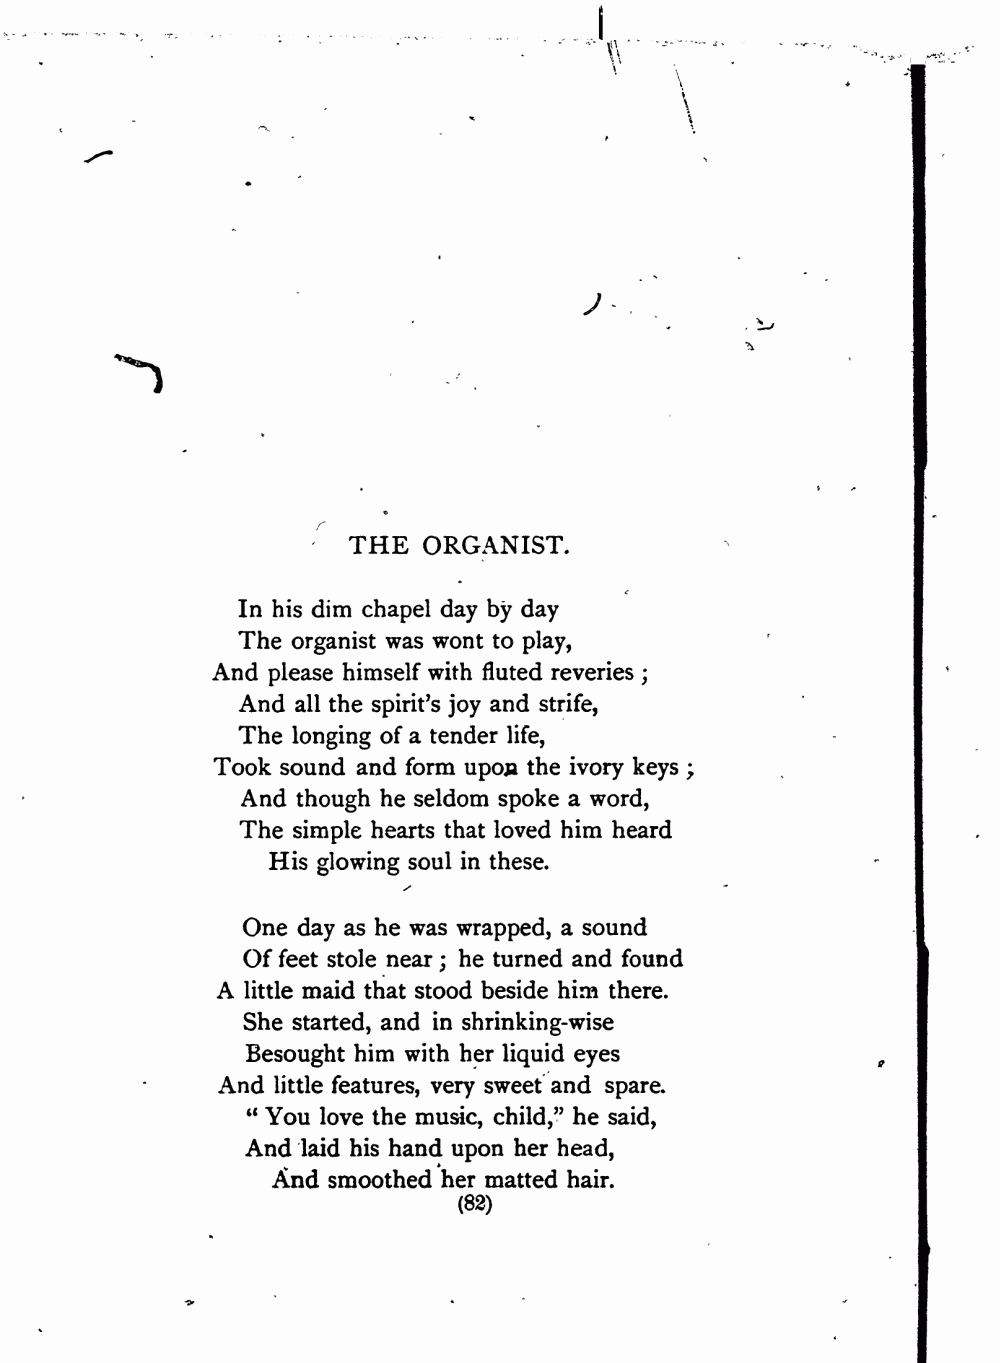 THE ORGANIST.
In his dim chapel day by day
The organist was wont to play,
And please himself with fluted reveries ;
And all the spirit's joy and strife,
The longing of a tender life,
Took sound and form upon the ivory keys ;
And though he seldom spoke a word,
The simple hearts that loved him heard
His glowing soul in these.
One day as he was wrapped, a sound
Of feet stole near ; he turned and found
A little maid that stood beside him there.
She started, and in shrinking-wise
Besought him with her liquid eyes
And little features, very sweet and spare.
“ You love the music, child,” he said,
And laid his hand upon her head,
And smoothed her matted hair.
(82)